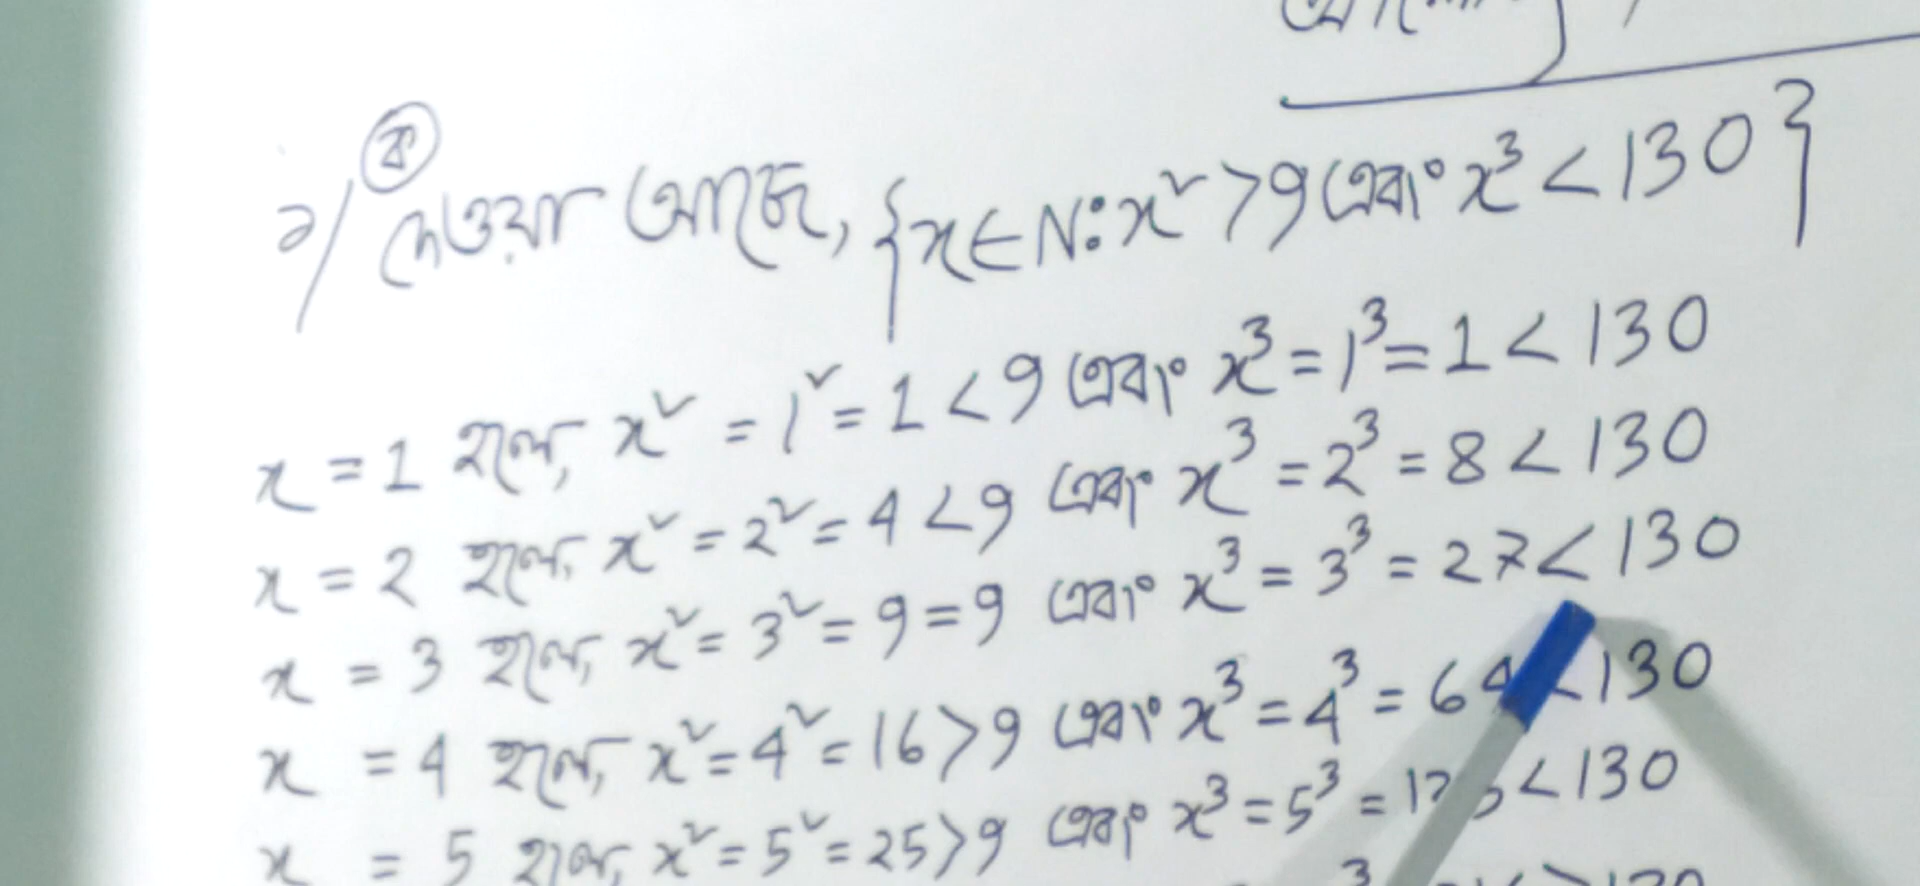 ১/ ক দেওয়া আছে, {x∈N: x² >9 এবং x³ <130}
x = 1 হলে, x² = 1² = 1 <9 এবং x³ = 1³ = 1 < 130
x = 2 হলে, x² = 2² = 4 <9 এবং x³ = 2³ = 8 < 130
x = 3 হলে, x² = 3² = 9 = 9 এবং x³ = 3³ = 27 < 130
x = 4 হলে, x² = 4² = 16 >9 এবং x³ = 4³ = 64 < 130
x = 5 হলে, x² = 5² = 25 >9 এবং x³ = 5³ = < 130